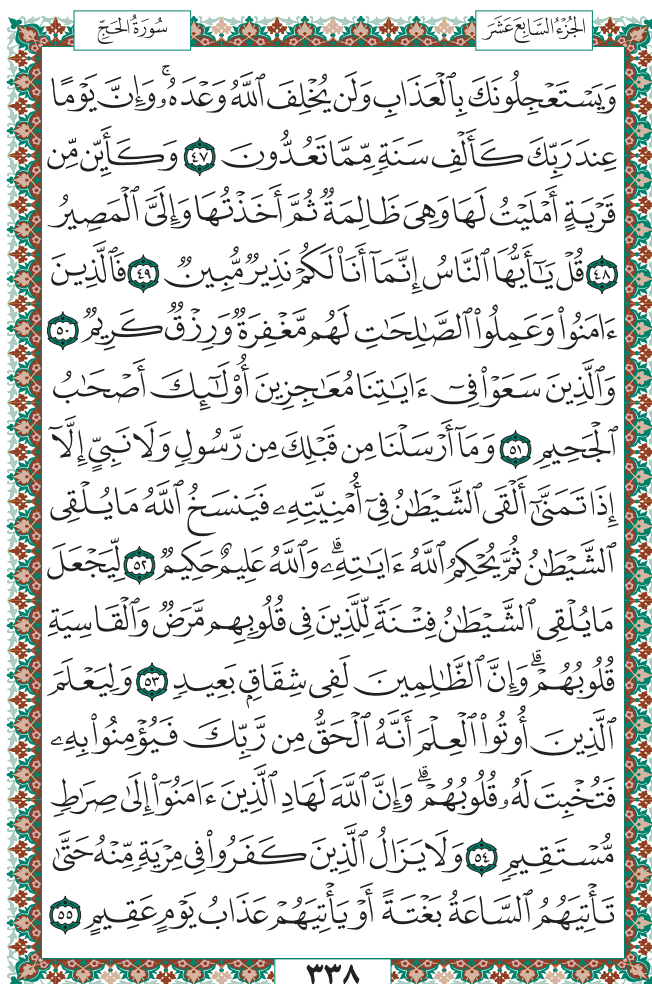 الجُزْءُ السَّابِعَ عَشَرَ
سُورَةُ الحَجِّ
وَيَسْتَعْجِلُونَكَ بِٱلْعَذَابِ وَلَن يُخْلِفَ ٱللَّهُ وَعْدَهُۥۚ وَإِنَّ يَوْمًا
عِندَ رَبِّكَ كَأَلْفِ سَنَةٍ مِّمَّا تَعُدُّونَ ٤٧ وَكَأَيِّن مِّن
قَرْيَةٍ أَمْلَيْتُ لَهَا وَهِىَ ظَالِمَةٌ ثُمَّ أَخَذْتُهَا وَإِلَىَّ ٱلْمَصِيرُ
٤٨ قُلْ يَٰٓأَيُّهَا ٱلنَّاسُ إِنَّمَآ أَنَا۠ لَكُمْ نَذِيرٌ مُّبِينٌ ٤٩ فَٱلَّذِينَ
ءَامَنُوا۟ وَعَمِلُوا۟ ٱلصَّٰلِحَٰتِ لَهُم مَّغْفِرَةٌ وَرِزْقٌ كَرِيمٌ ٥٠
وَٱلَّذِينَ سَعَوْا۟ فِىٓ ءَايَٰتِنَا مُعَٰجِزِينَ أُو۟لَٰٓئِكَ أَصْحَٰبُ
ٱلْجَحِيمِ ٥١ وَمَآ أَرْسَلْنَا مِن قَبْلِكَ مِن رَّسُولٍ وَلَا نَبِىٍّ إِلَّآ
إِذَا تَمَنَّىٰٓ أَلْقَى ٱلشَّيْطَٰنُ فِىٓ أُمْنِيَّتِهِۦ فَيَنسَخُ ٱللَّهُ مَا يُلْقِى
ٱلشَّيْطَٰنُ ثُمَّ يُحْكِمُ ٱللَّهُ ءَايَٰتِهِۦۗ وَٱللَّهُ عَلِيمٌ حَكِيمٌ ٥٢ لِّيَجْعَلَ
مَا يُلْقِى ٱلشَّيْطَٰنُ فِتْنَةً لِّلَّذِينَ فِى قُلُوبِهِم مَّرَضٌ وَٱلْقَاسِيَةِ
قُلُوبُهُمْۗ وَإِنَّ ٱلظَّٰلِمِينَ لَفِى شِقَاقٍۭ بَعِيدٍ ٥٣ وَلِيَعْلَمَ
ٱلَّذِينَ أُوتُوا۟ ٱلْعِلْمَ أَنَّهُ ٱلْحَقُّ مِن رَّبِّكَ فَيُؤْمِنُوا۟ بِهِۦ
فَتُخْبِتَ لَهُۥ قُلُوبُهُمْۗ وَإِنَّ ٱللَّهَ لَهَادِ ٱلَّذِينَ ءَامَنُوٓا۟ إِلَىٰ صِرَٰطٍ
مُّسْتَقِيمٍ ٥٤ وَلَا يَزَالُ ٱلَّذِينَ كَفَرُوا۟ فِى مِرْيَةٍ مِّنْهُ حَتَّىٰ
تَأْتِيَهُمُ ٱلسَّاعَةُ بَغْتَةً أَوْ يَأْتِيَهُمْ عَذَابُ يَوْمٍ عَقِيمٍ ٥٥
٣٣٨